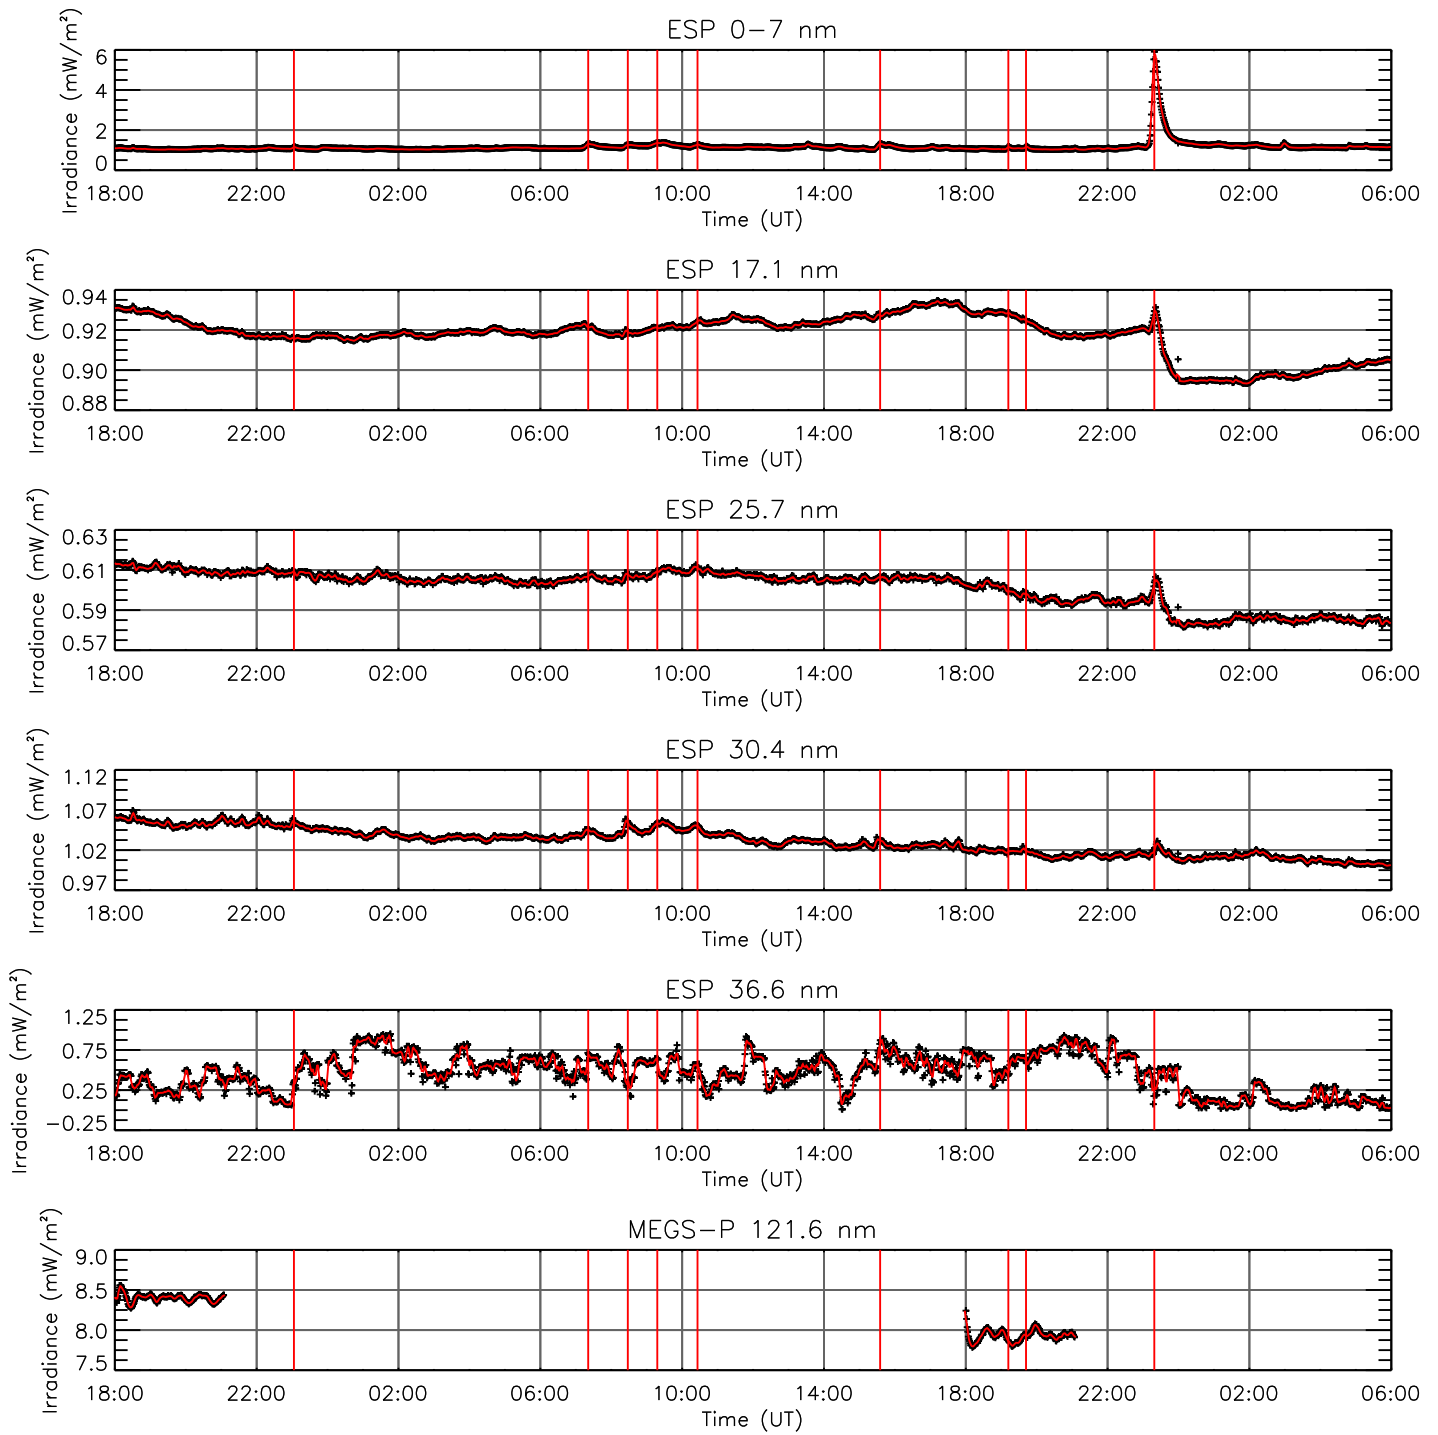 ESP 0-7 nm
Irradiance (mW/m²)
6
4
2
0
18:00 22:00 02:00 06:00 10:00 14:00 18:00 22:00 02:00 06:00
Time (UT)
ESP 17.1 nm
Irradiance (mW/m²)
0.94
0.92
0.90
0.88
18:00 22:00 02:00 06:00 10:00 14:00 18:00 22:00 02:00 06:00
Time (UT)
ESP 25.7 nm
Irradiance (mW/m²)
0.63
0.61
0.59
0.57
18:00 22:00 02:00 06:00 10:00 14:00 18:00 22:00 02:00 06:00
Time (UT)
ESP 30.4 nm
Irradiance (mW/m²)
1.12
1.07
1.02
0.97
18:00 22:00 02:00 06:00 10:00 14:00 18:00 22:00 02:00 06:00
Time (UT)
ESP 36.6 nm
Irradiance (mW/m²)
1.25
0.75
0.25
-0.25
18:00 22:00 02:00 06:00 10:00 14:00 18:00 22:00 02:00 06:00
Time (UT)
MEGS-P 121.6 nm
Irradiance (mW/m²)
9.0
8.5
8.0
7.5
18:00 22:00 02:00 06:00 10:00 14:00 18:00 22:00 02:00 06:00
Time (UT)